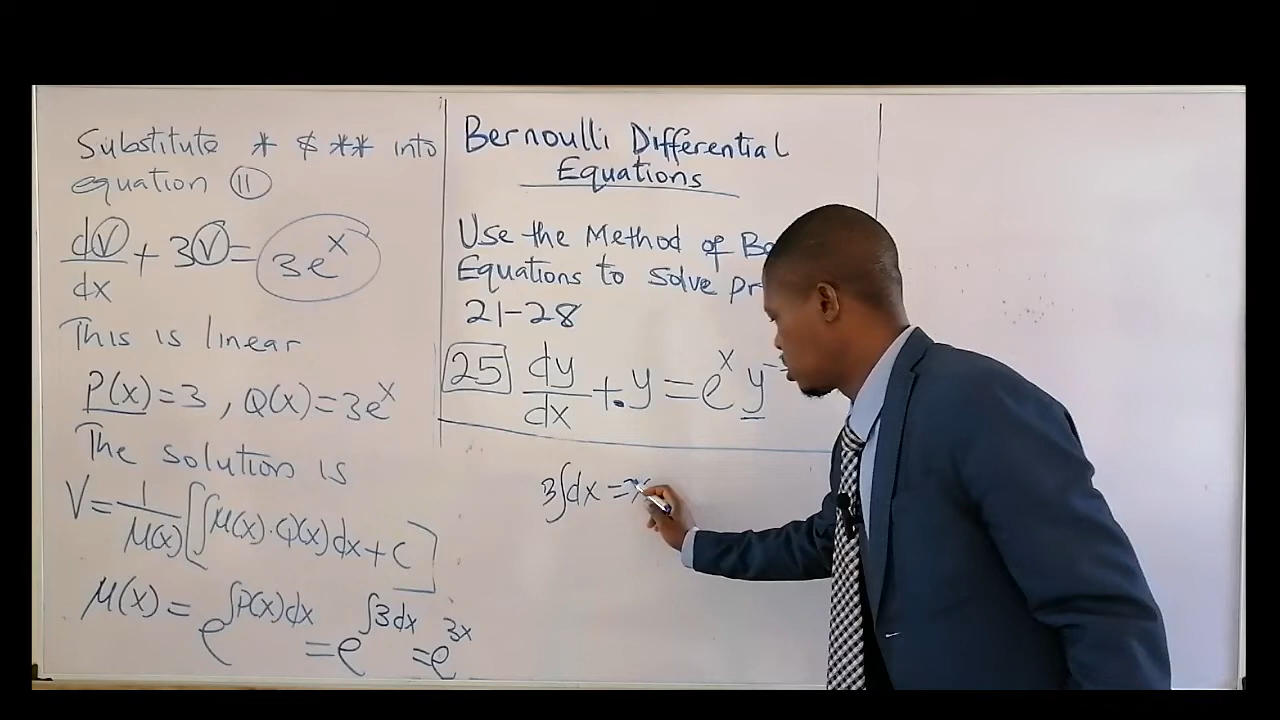 Substitute * & ** into
equation (11)
dV/dx + 3V = 3e^x
This is linear
P(x)=3, Q(x)=3e^x
The solution is
V = 1/M(x) [∫M(x)·Q(x)dx + C]
M(x) = e^∫P(x)dx = e^∫3dx = e^3x
Bernoulli Differential
Equations
Use the Method of
Equations to solve
21-28
25 dy/dx + y = e^x y
3∫dx = x